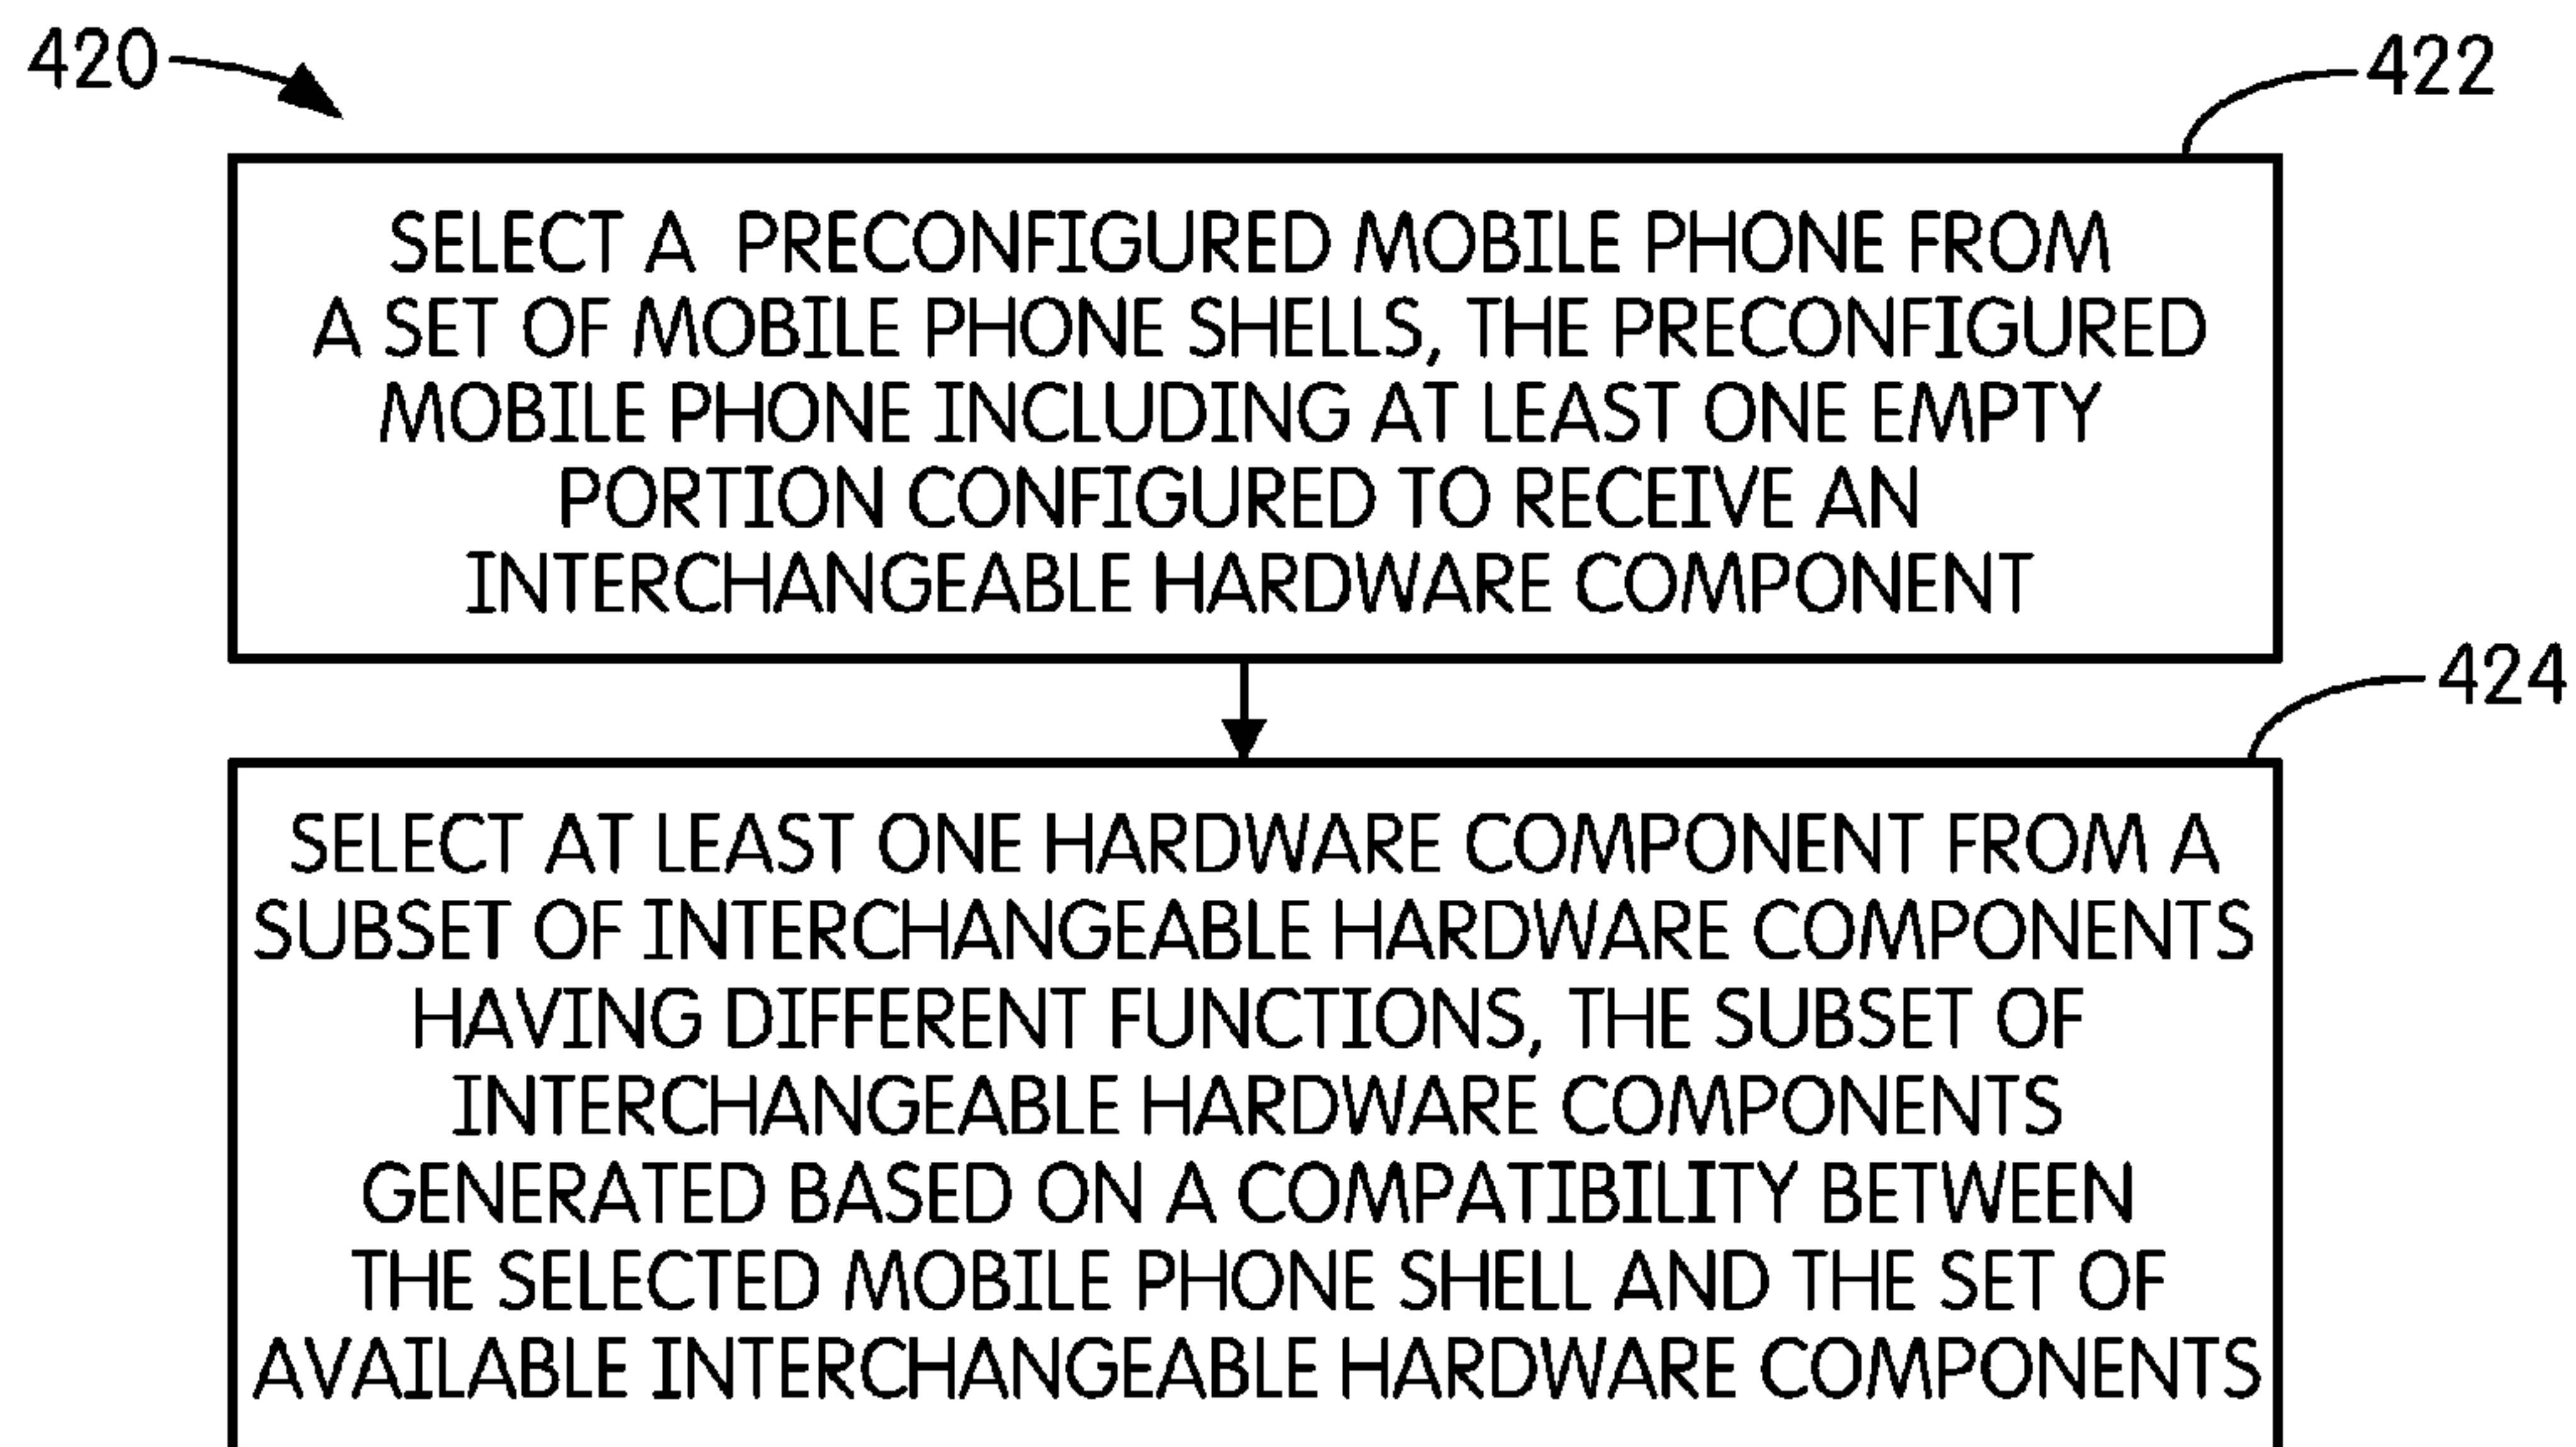 420
422
SELECT A PRECONFIGURED MOBILE PHONE FROM
A SET OF MOBILE PHONE SHELLS, THE PRECONFIGURED
MOBILE PHONE INCLUDING AT LEAST ONE EMPTY
PORTION CONFIGURED TO RECEIVE AN
INTERCHANGEABLE HARDWARE COMPONENT
424
SELECT AT LEAST ONE HARDWARE COMPONENT FROM A
SUBSET OF INTERCHANGEABLE HARDWARE COMPONENTS
HAVING DIFFERENT FUNCTIONS, THE SUBSET OF
INTERCHANGEABLE HARDWARE COMPONENTS
GENERATED BASED ON A COMPATIBILITY BETWEEN
THE SELECTED MOBILE PHONE SHELL AND THE SET OF
AVAILABLE INTERCHANGEABLE HARDWARE COMPONENTS